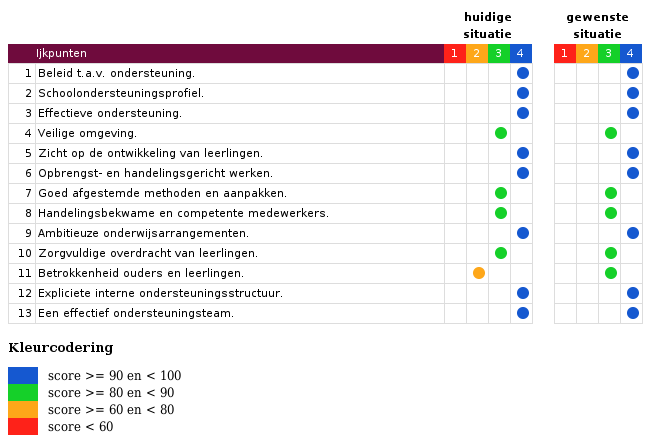 huidige situatie gewenste situatie
Ijkpunten 1 2 3 4 1 2 3 4
1 Beleid t.a.v. ondersteuning.
2 Schoolondersteuningsprofiel.
3 Effectieve ondersteuning.
4 Veilige omgeving.
5 Zicht op de ontwikkeling van leerlingen.
6 Opbrengst- en handelingsgericht werken.
7 Goed afgestemde methoden en aanpakken.
8 Handelingsbekwame en competente medewerkers.
9 Ambitieuze onderwijsarrangementen.
10 Zorgvuldige overdracht van leerlingen.
11 Betrokkenheid ouders en leerlingen.
12 Expliciete interne ondersteuningsstructuur.
13 Een effectief ondersteuningsteam.
Kleurcodering
score >= 90 en < 100
score >= 80 en < 90
score >= 60 en < 80
score < 60